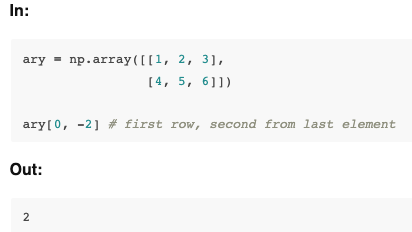 In:
ary = np.array([[1, 2, 3],
                [4, 5, 6]])
ary[0, -2] # first row, second from last element
Out:
2